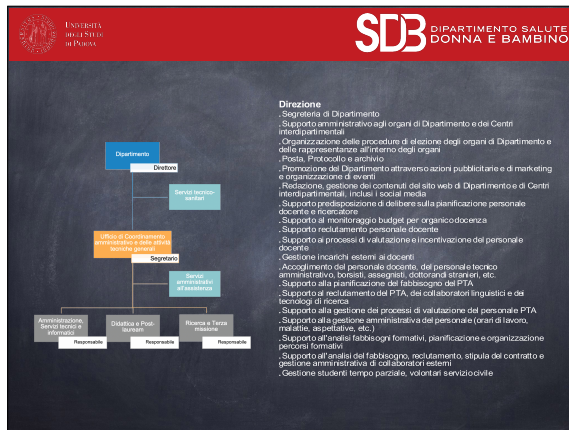 UNIVERSITÀ
DEGLI STUDI
DI PADOVA
SDB DIPARTIMENTO SALUTE
DONNA E BAMBINO
Dipartimento
Direttore
Servizi tecnico-
sanitari
Ufficio di Coordinamento
amministrativo e delle attività
tecniche generali
Segretario
Servizi
amministrativi
all'assistenza
Amministrazione,
Servizi tecnici e
informatici
Responsabile
Didattica e Post-
lauream
Responsabile
Ricerca e Terza
missione
Responsabile
Direzione
.Segreteria di Dipartimento
.Supporto amministrativo agli organi di Dipartimento e dei Centri
interdipartimentali
.Organizzazione delle procedure di elezione degli organi di Dipartimento e
delle rappresentanze all'interno degli organi
.Posta, Protocollo e archivio
.Promozione del Dipartimento attraverso azioni pubblicitarie e di marketing
e organizzazione di eventi
.Redazione, gestione dei contenuti del sito web di Dipartimento e di Centri
interdipartimentali, inclusi i social media
.Supporto predisposizione di delibere sulla pianificazione personale
docente e ricercatore
.Supporto al monitoraggio budget per organico docenza
.Supporto reclutamento personale docente
.Supporto ai processi di valutazione e incentivazione del personale
docente
.Gestione incarichi esterni ai docenti
.Accoglimento del personale docente, del personale tecnico
amministrativo, borsisti, assegnisti, dottorandi stranieri, etc.
.Supporto alla pianificazione del fabbisogno del PTA
.Supporto al reclutamento del PTA, dei collaboratori linguistici e dei
tecnologi di ricerca
.Supporto alla gestione dei processi di valutazione del personale PTA
.Supporto alla gestione amministrativa del personale (orari di lavoro,
malattie, aspettative, etc.)
.Supporto all'analisi fabbisogni formativi, pianificazione e organizzazione
percorsi formativi
.Supporto all'analisi del fabbisogno, reclutamento, stipula del contratto e
gestione amministrativa di collaboratori esterni
.Gestione studenti tempo parziale, volontari servizio civile